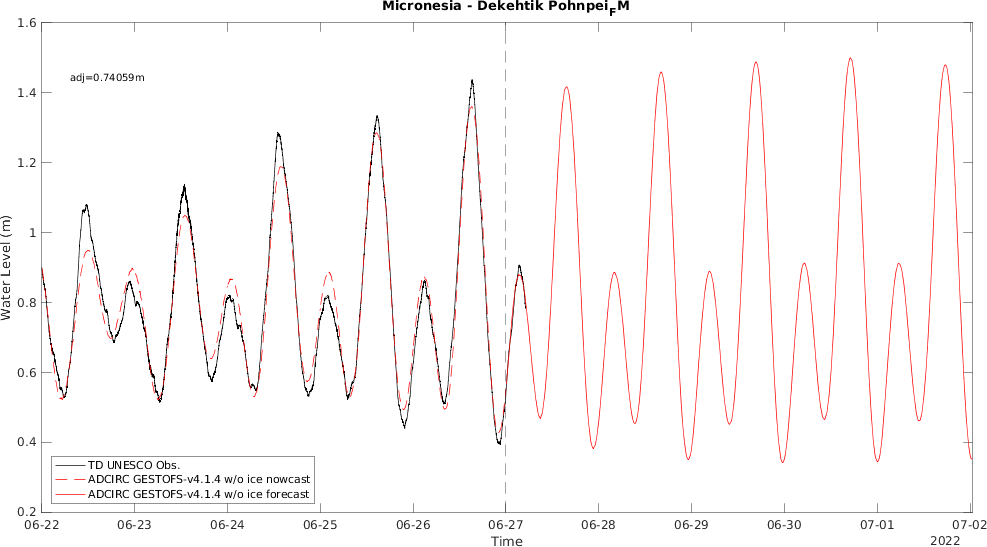 Micronesia - Dekehtik Pohnpei_FM
1.6
adj=0.74059m
1.4
1.2
1
0.8
0.6
0.4
0.2
Water Level (m)
TD UNESCO Obs.
ADCIRC GESTOFS-v4.1.4 w/o ice nowcast
ADCIRC GESTOFS-v4.1.4 w/o ice forecast
06-22 06-23 06-24 06-25 06-26 06-27 06-28 06-29 06-30 07-01 07-02
Time
2022